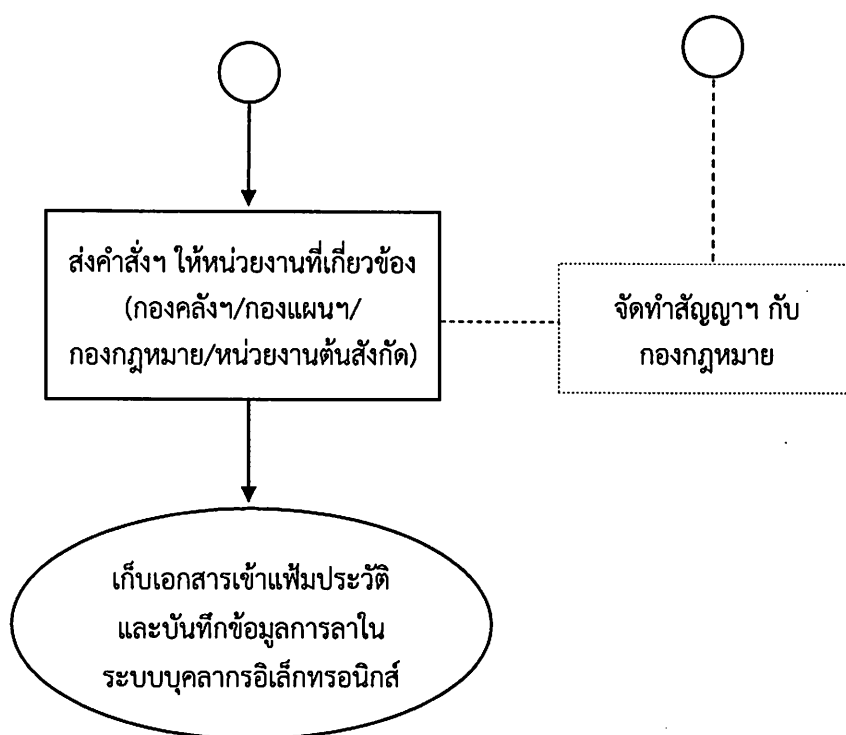 ส่งคำสั่งฯ ให้หน่วยงานที่เกี่ยวข้อง
(กองคลังฯ/กองแผนฯ/
กองกฎหมาย/หน่วยงานต้นสังกัด)
จัดทำสัญญาฯ กับ
กองกฎหมาย
เก็บเอกสารเข้าแฟ้มประวัติ
และบันทึกข้อมูลการลาใน
ระบบบุคลากรอิเล็กทรอนิกส์